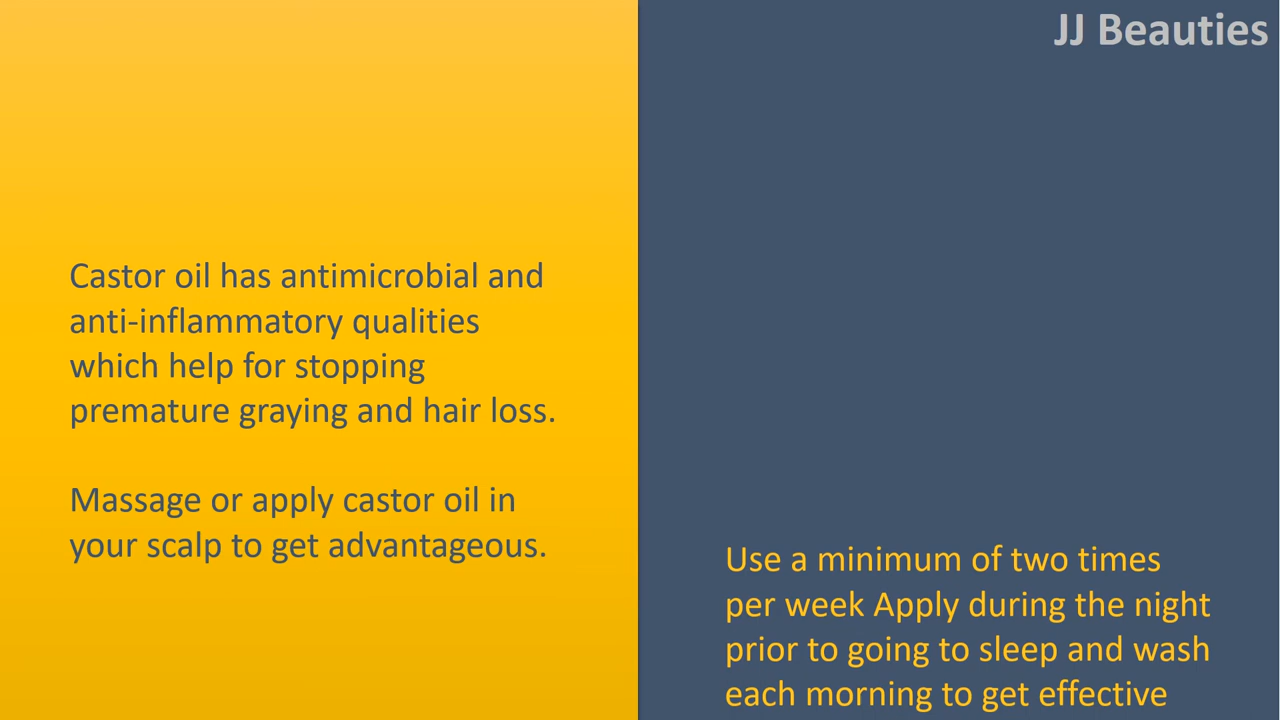 JJ Beauties
Castor oil has antimicrobial and
anti-inflammatory qualities
which help for stopping
premature graying and hair loss.
Massage or apply castor oil in
your scalp to get advantageous.
Use a minimum of two times
per week Apply during the night
prior to going to sleep and wash
each morning to get effective